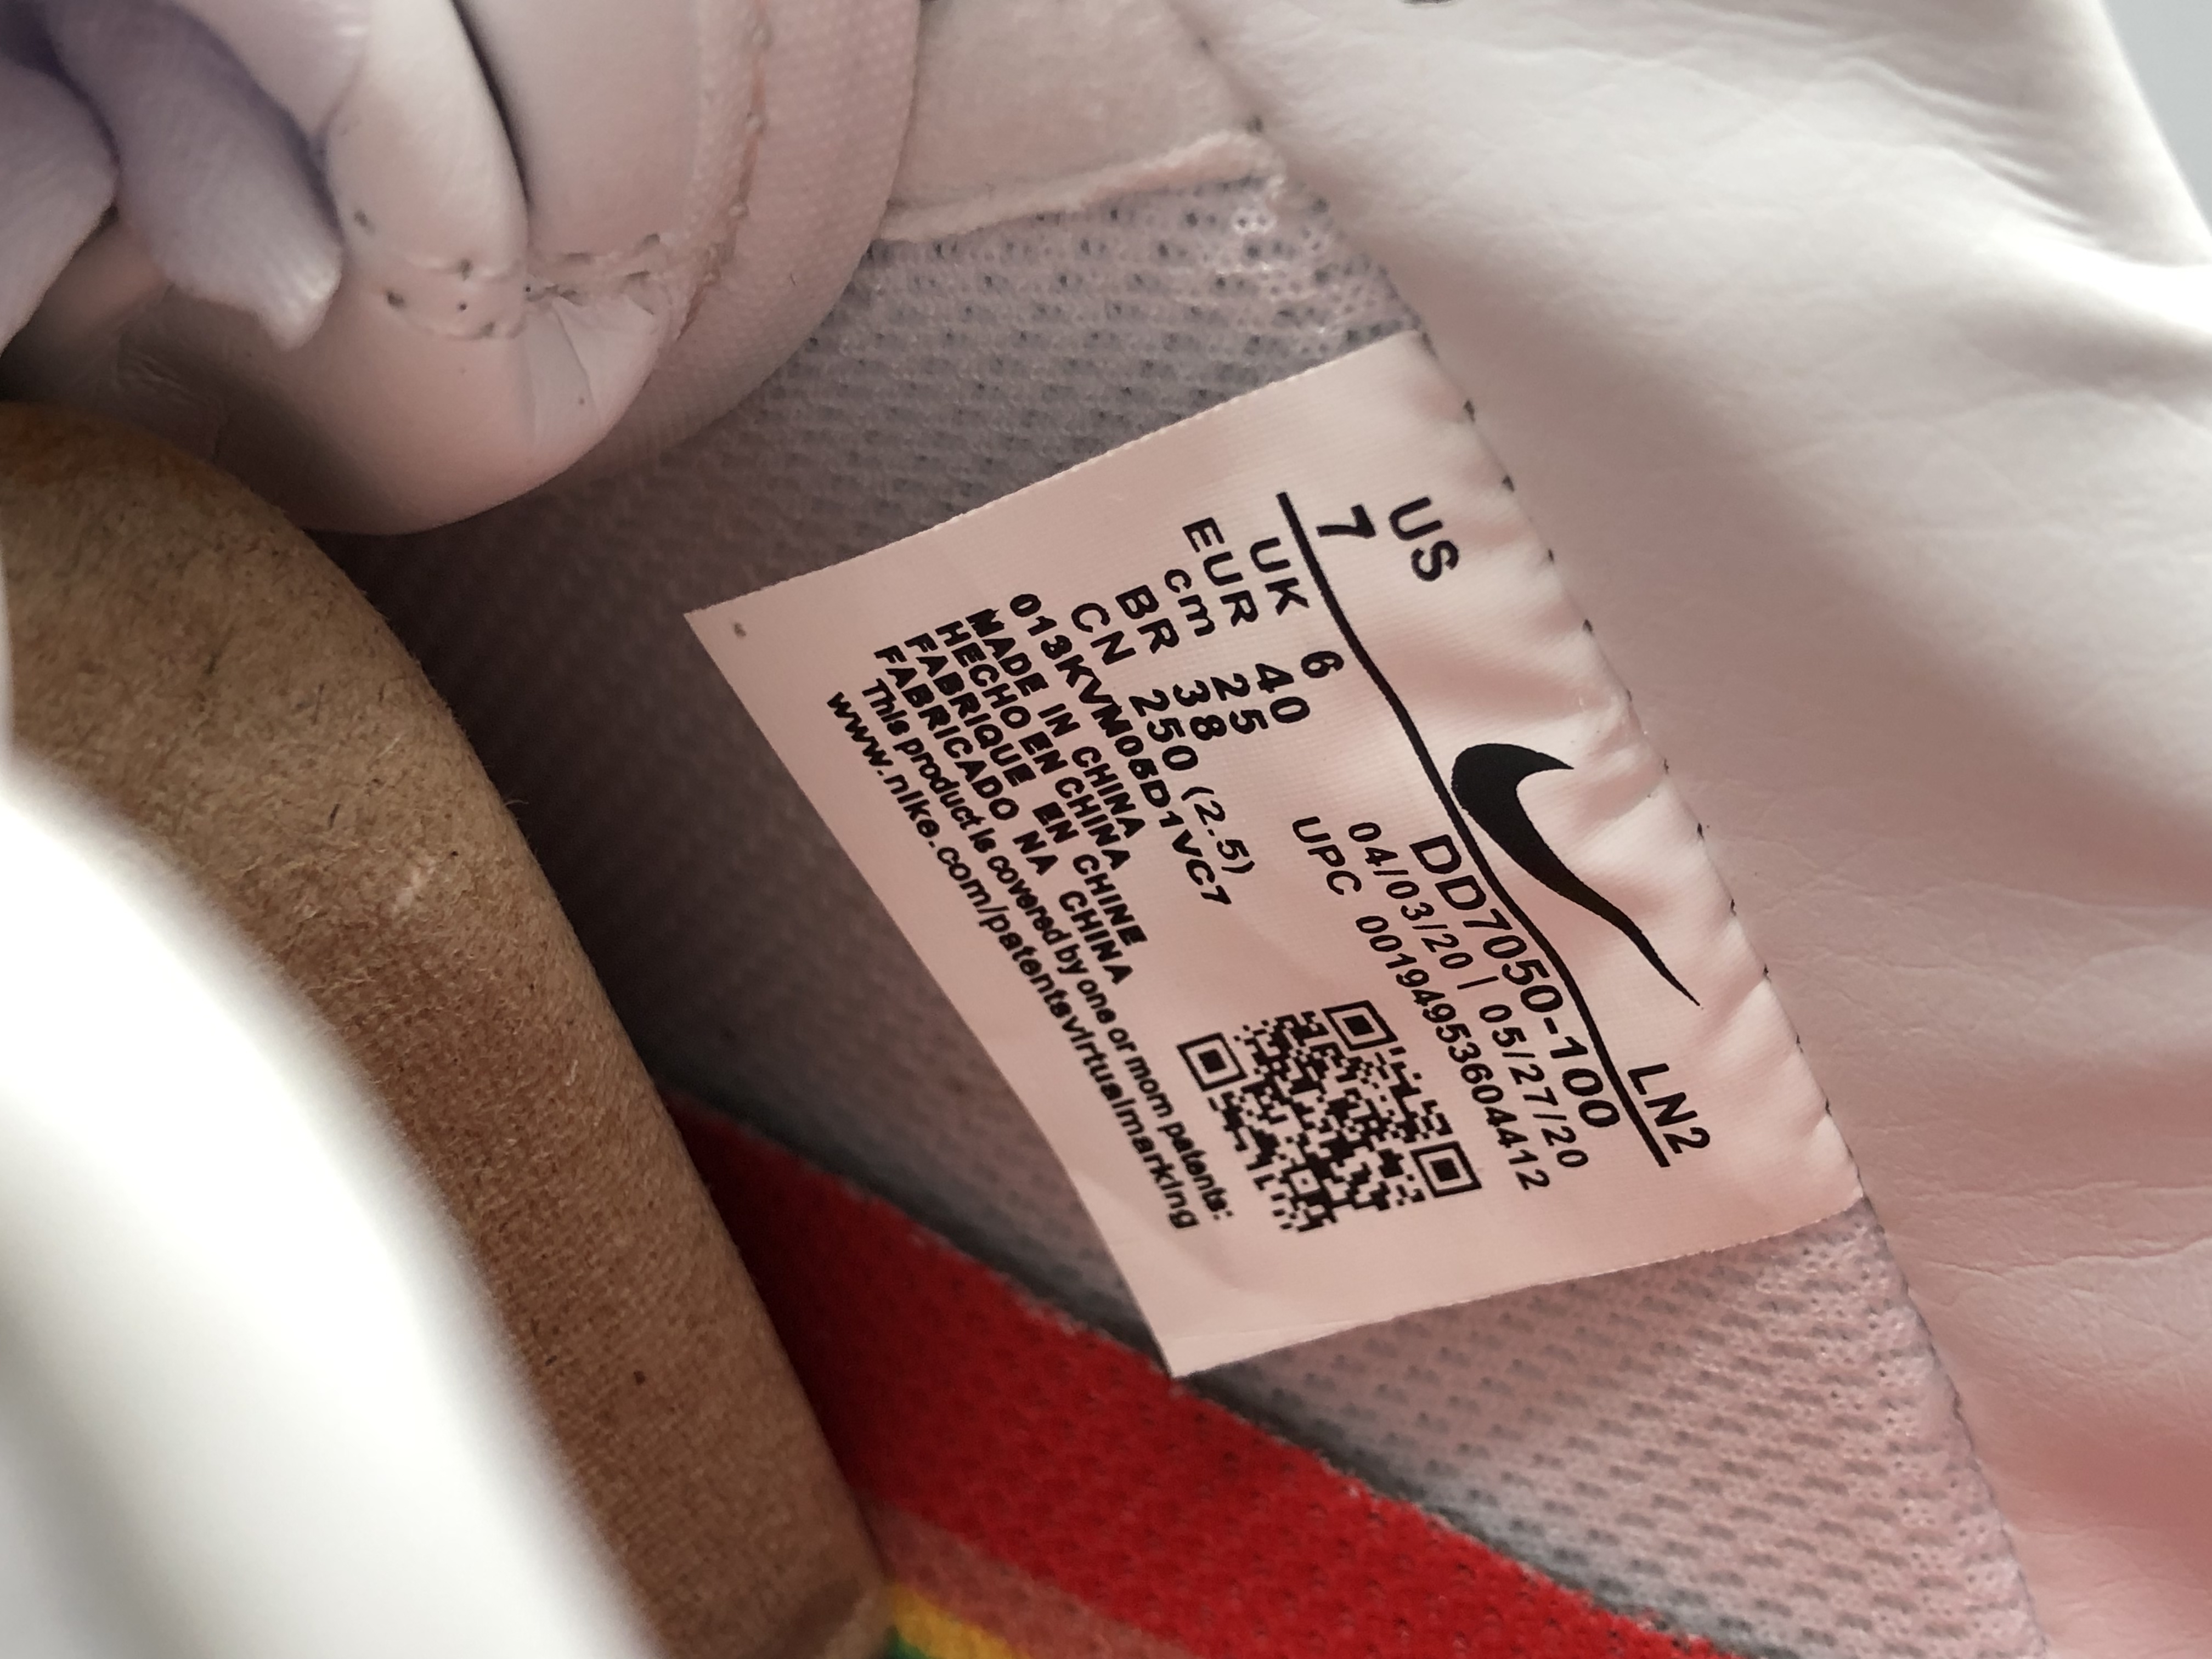 US
7
LN2
UK 6
EUR 40
cm 25
BR 38
CN 250 (2-5)
DD7050-100
04/03/20 | 05/27/20
UPC 00194953604412
013KVM06D1VC7
MADE IN CHINA
HECHO EN CHINA
FABRIQUE EN CHINE
FABRICADO NA CHINA
This product is covered by one or mom patents:
www.nike.com/patentsvirtualmarking